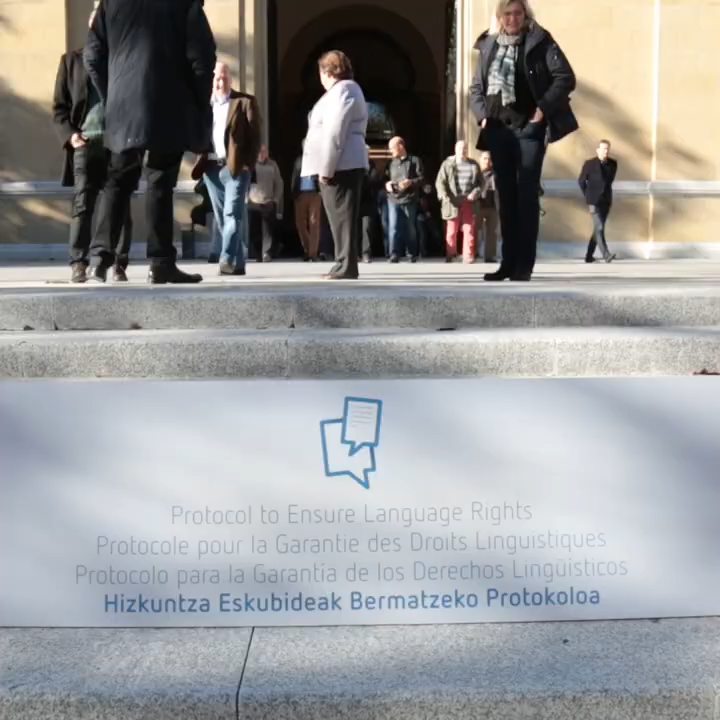 Protocol to Ensure Language Rights
Protocole pour la Garantie des Droits Linguistiques
Protocolo para la Garantía de los Derechos Lingüísticos
Hizkuntza Eskubideak Bermatzeko Protokoloa